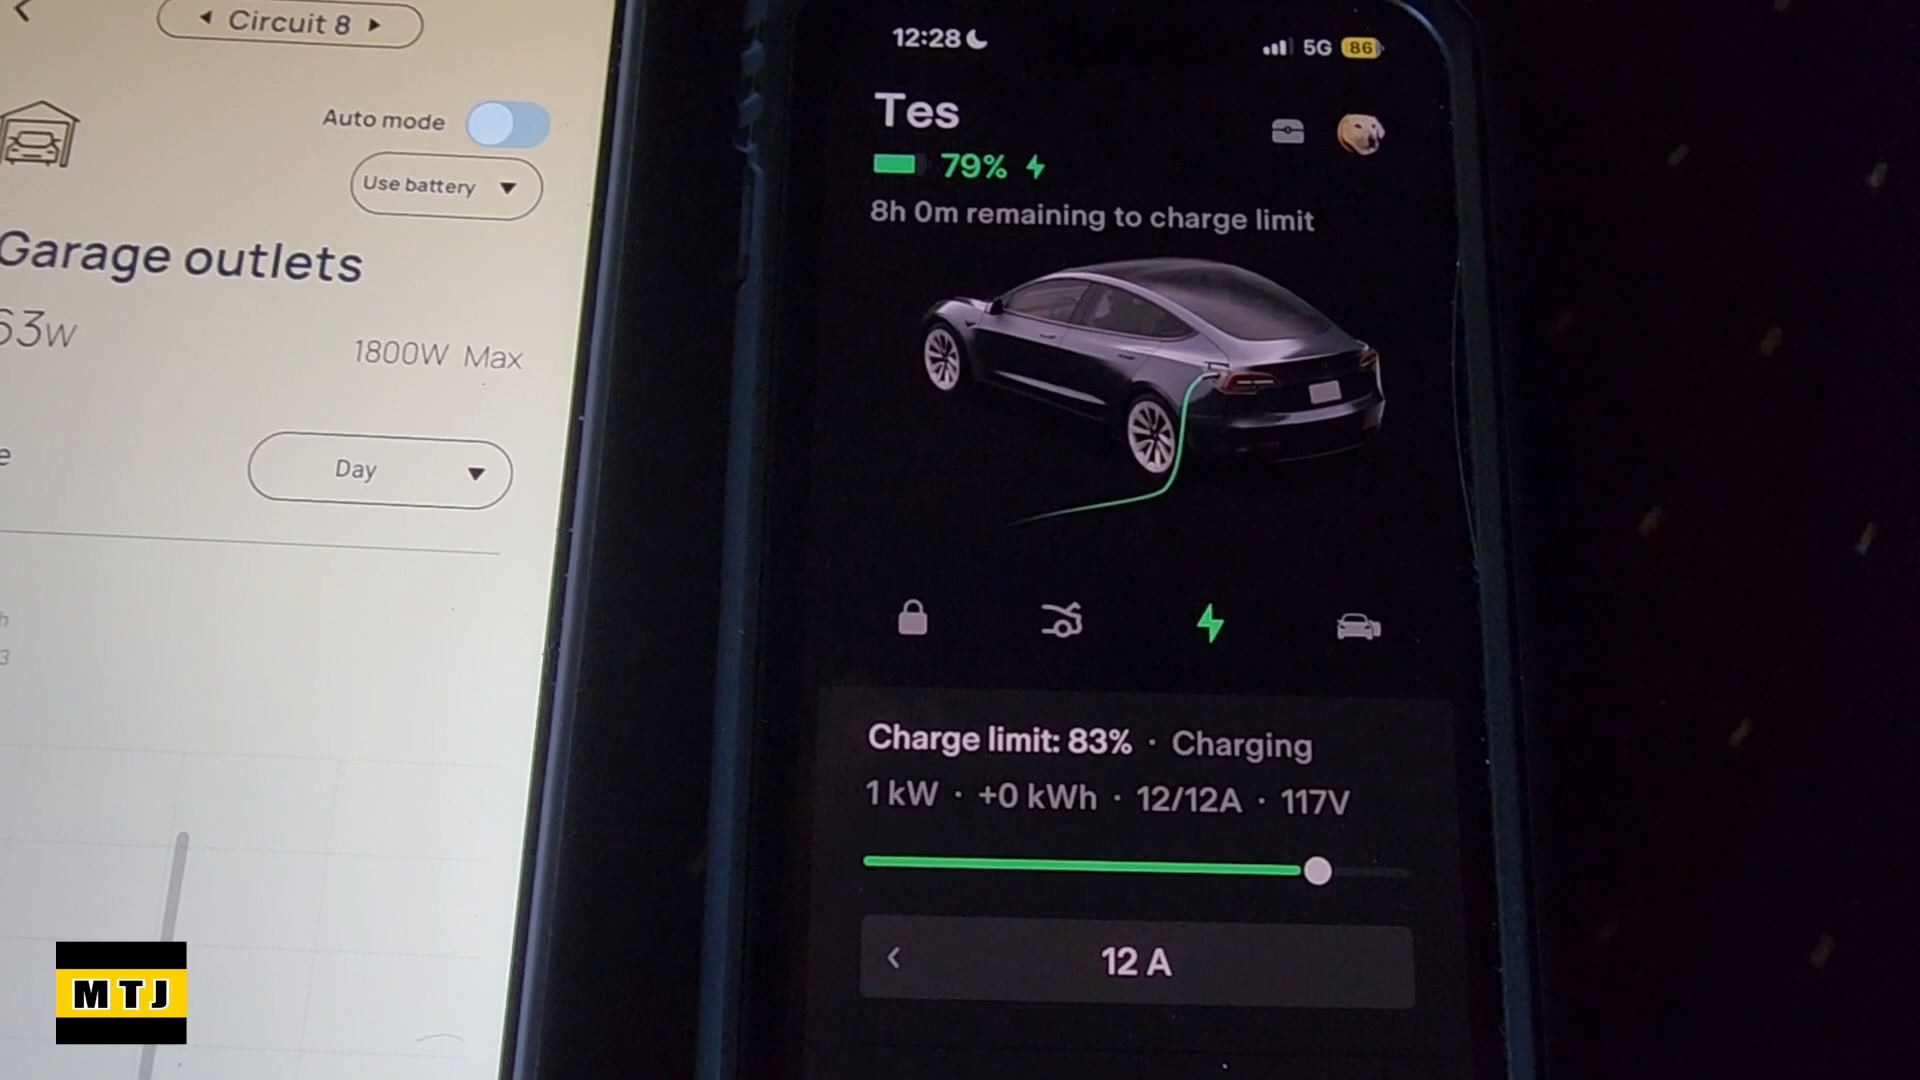 ◂ Circuit 8 ▸
Auto mode
Use battery ▼
Garage outlets
63W
1800W Max
e
Day ▼
h
3
12:28
5G 86
Tes
79%
8h 0m remaining to charge limit
Charge limit: 83% · Charging
1 kW · +0 kWh · 12/12A · 117V
< 12 A
MTJ